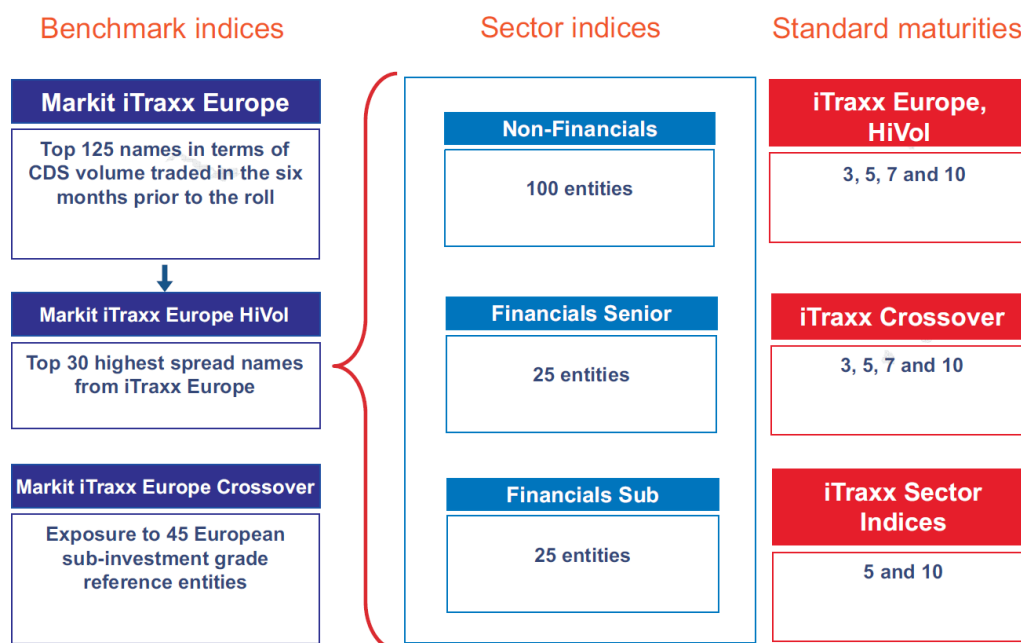 Benchmark indices
Markit iTraxx Europe
Top 125 names in terms of
CDS volume traded in the six
months prior to the roll
Markit iTraxx Europe HiVol
Top 30 highest spread names
from iTraxx Europe
Markit iTraxx Europe Crossover
Exposure to 45 European
sub-investment grade
reference entities
Sector indices
Non-Financials
100 entities
Financials Senior
25 entities
Financials Sub
25 entities
Standard maturities
iTraxx Europe,
HiVol
3, 5, 7 and 10
iTraxx Crossover
3, 5, 7 and 10
iTraxx Sector
Indices
5 and 10